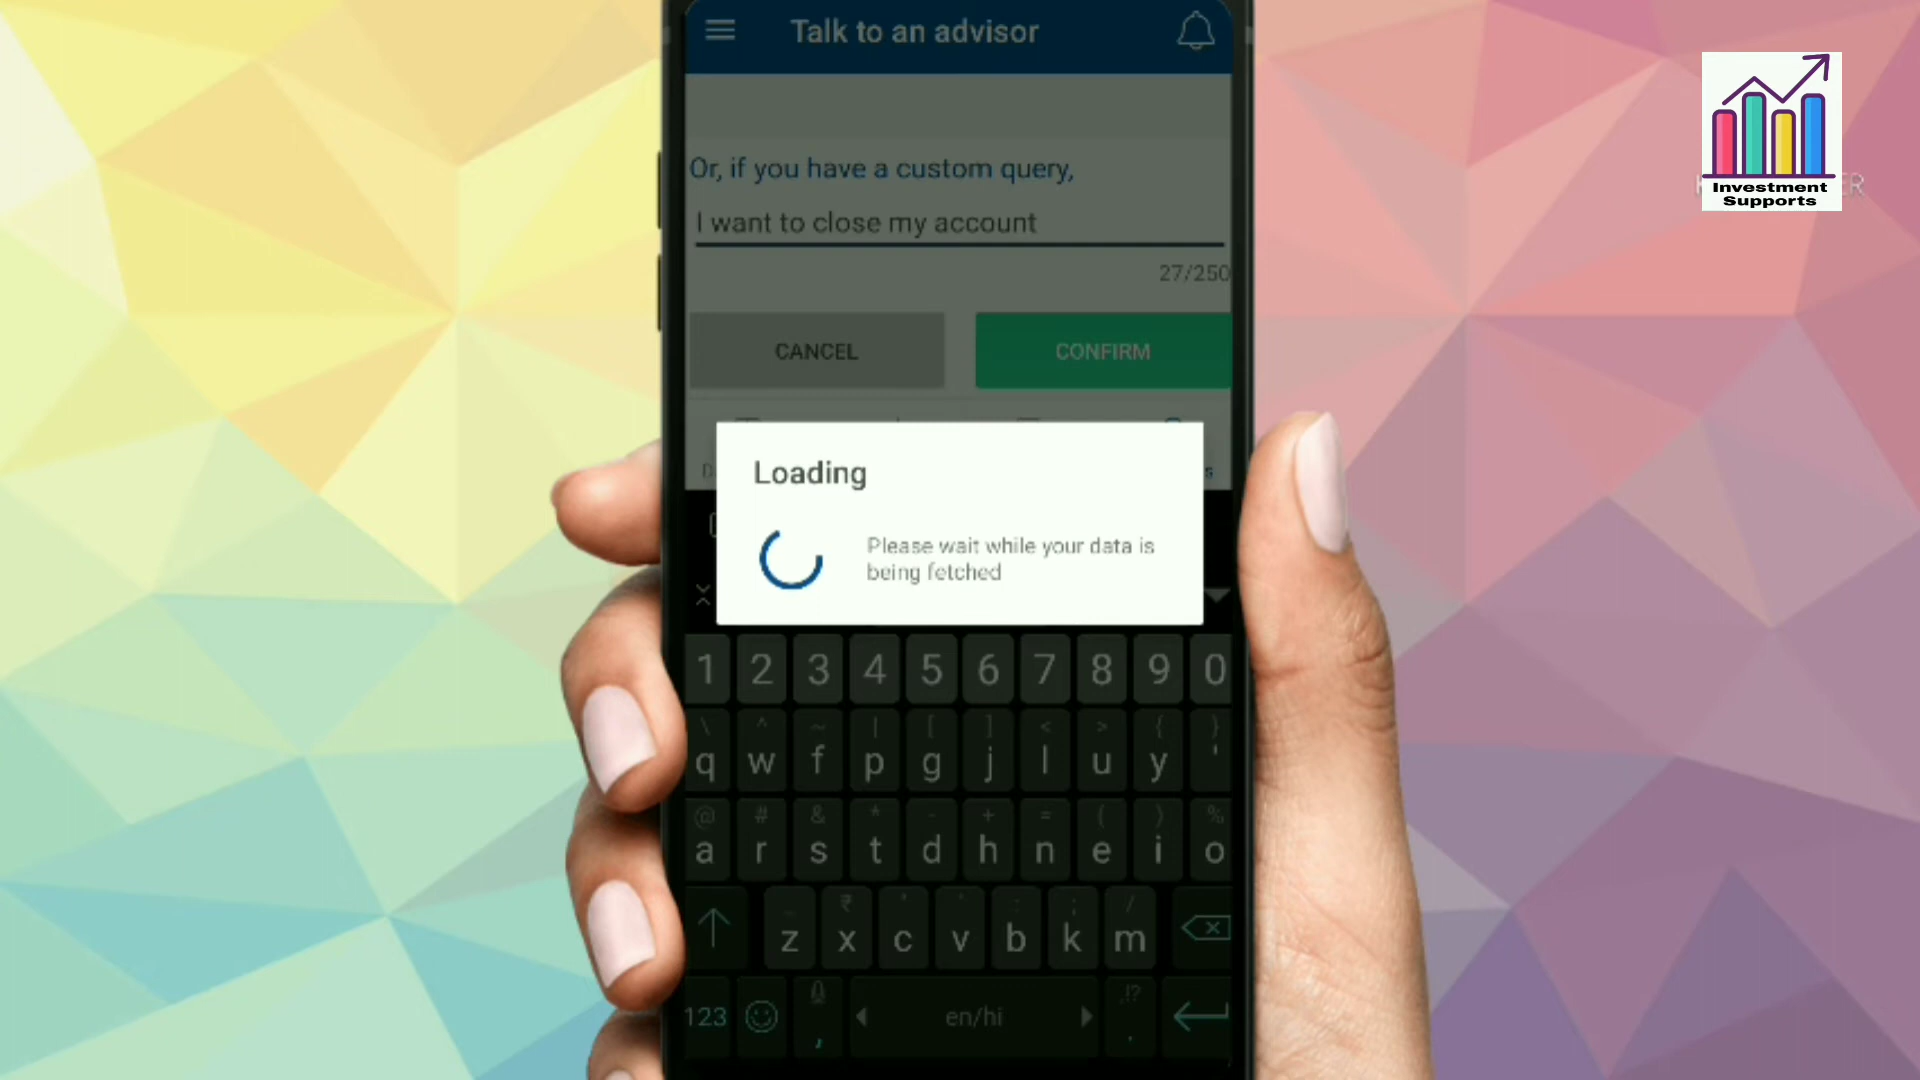 Talk to an advisor
Investment
Supports
Or, if you have a custom query,
I want to close my account
27/250
CANCEL
CONFIRM
Loading
Please wait while your data is
being fetched
1 2 3 4 5 6 7 8 9 0
\ ^ ~ | [ ] < > { }
q w f p g j l u y '
@ # & * - + = ( ) %
a r s t d h n e i o
z x c v b k m
123 , en/hi .